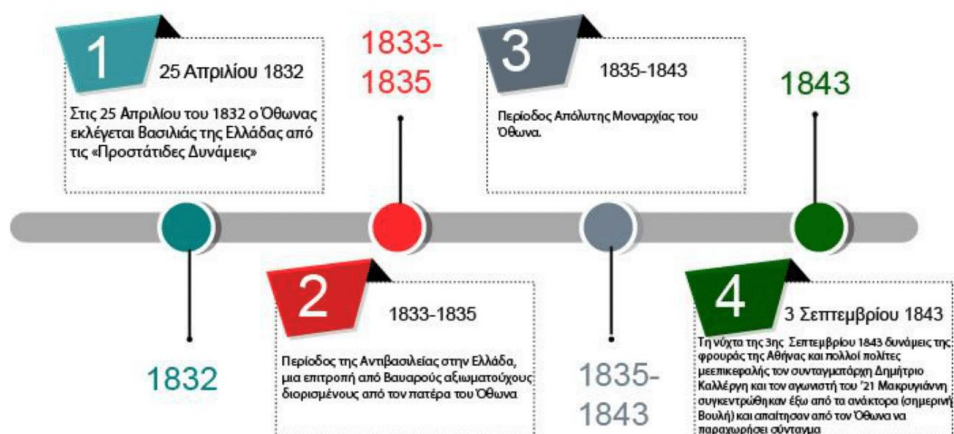 1
25 Απριλίου 1832
Στις 25 Απριλίου του 1832 ο Όθωνας
εκλέγεται Βασιλιάς της Ελλάδας από
τις «Προστάτιδες Δυνάμεις»
1832
1833-
1835
2
1833-1835
Περίοδος της Αντιβασιλείας στην Ελλάδα,
μια επιτροπή από Βαυαρούς αξιωματούχους
διορισμένους από τον πατέρα του Όθωνα
3
1835-1843
Περίοδος Απόλυτης Μοναρχίας του
Όθωνα.
1835-
1843
1843
4
3 Σεπτεμβρίου 1843
Τη νύχτα της 3ης Σεπτεμβρίου 1843 δυνάμεις της
φρουράς της Αθήνας και πολλοί πολίτες
μεεπικεφαλής τον συνταγματάρχη Δημήτριο
Καλλέργη και τον αγωνιστή του '21 Μακρυγιάννη
συγκεντρώθηκαν έξω από τα ανάκτορα (σημερινή
Βουλή) και απαίτησαν από τον Όθωνα να
παραχωρήσει σύνταγμα